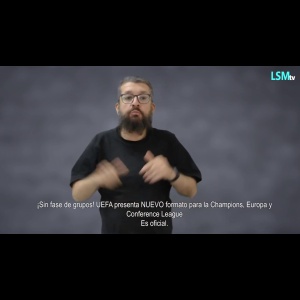 LSMtv
¡Sin fase de grupos! UEFA presenta NUEVO formato para la Champions, Europa y
Conference League
Es oficial.